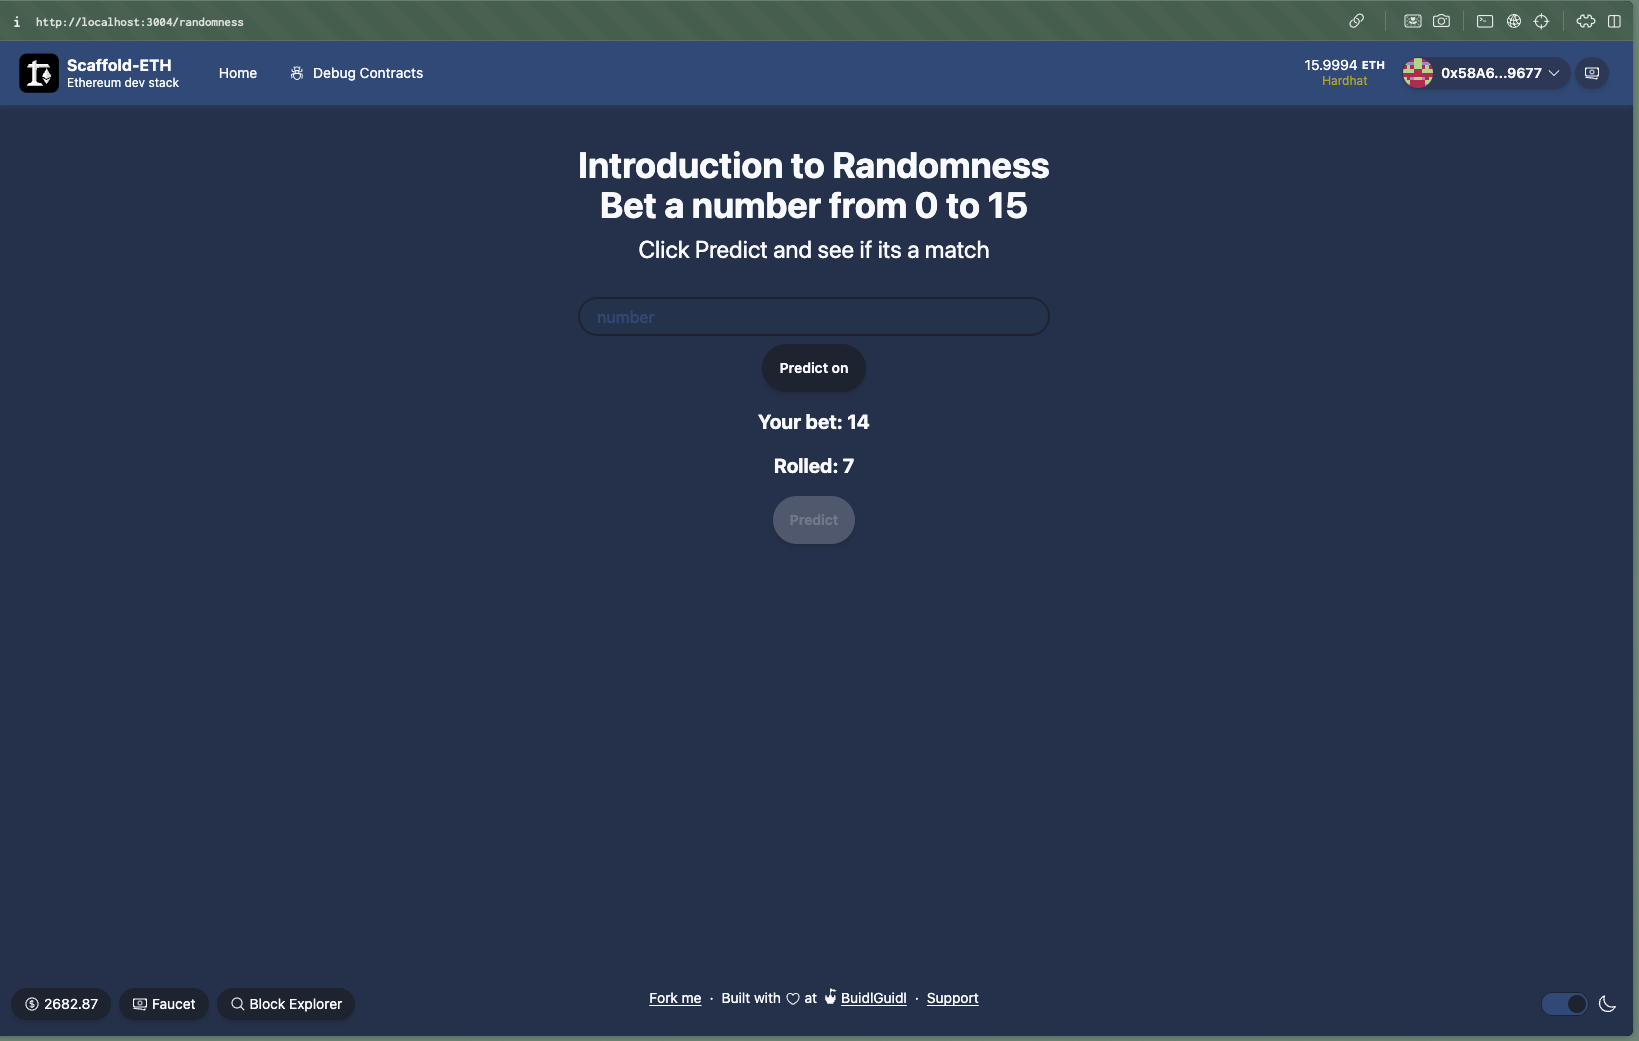 i http://localhost:3004/randomness
Scaffold-ETH
Ethereum dev stack
Home
Debug Contracts
15.9994 ETH
Hardhat
0x58A6...9677
Introduction to Randomness
Bet a number from 0 to 15
Click Predict and see if its a match
number
Predict on
Your bet: 14
Rolled: 7
Predict
2682.87
Faucet
Block Explorer
Fork me · Built with at BuidlGuidl · Support